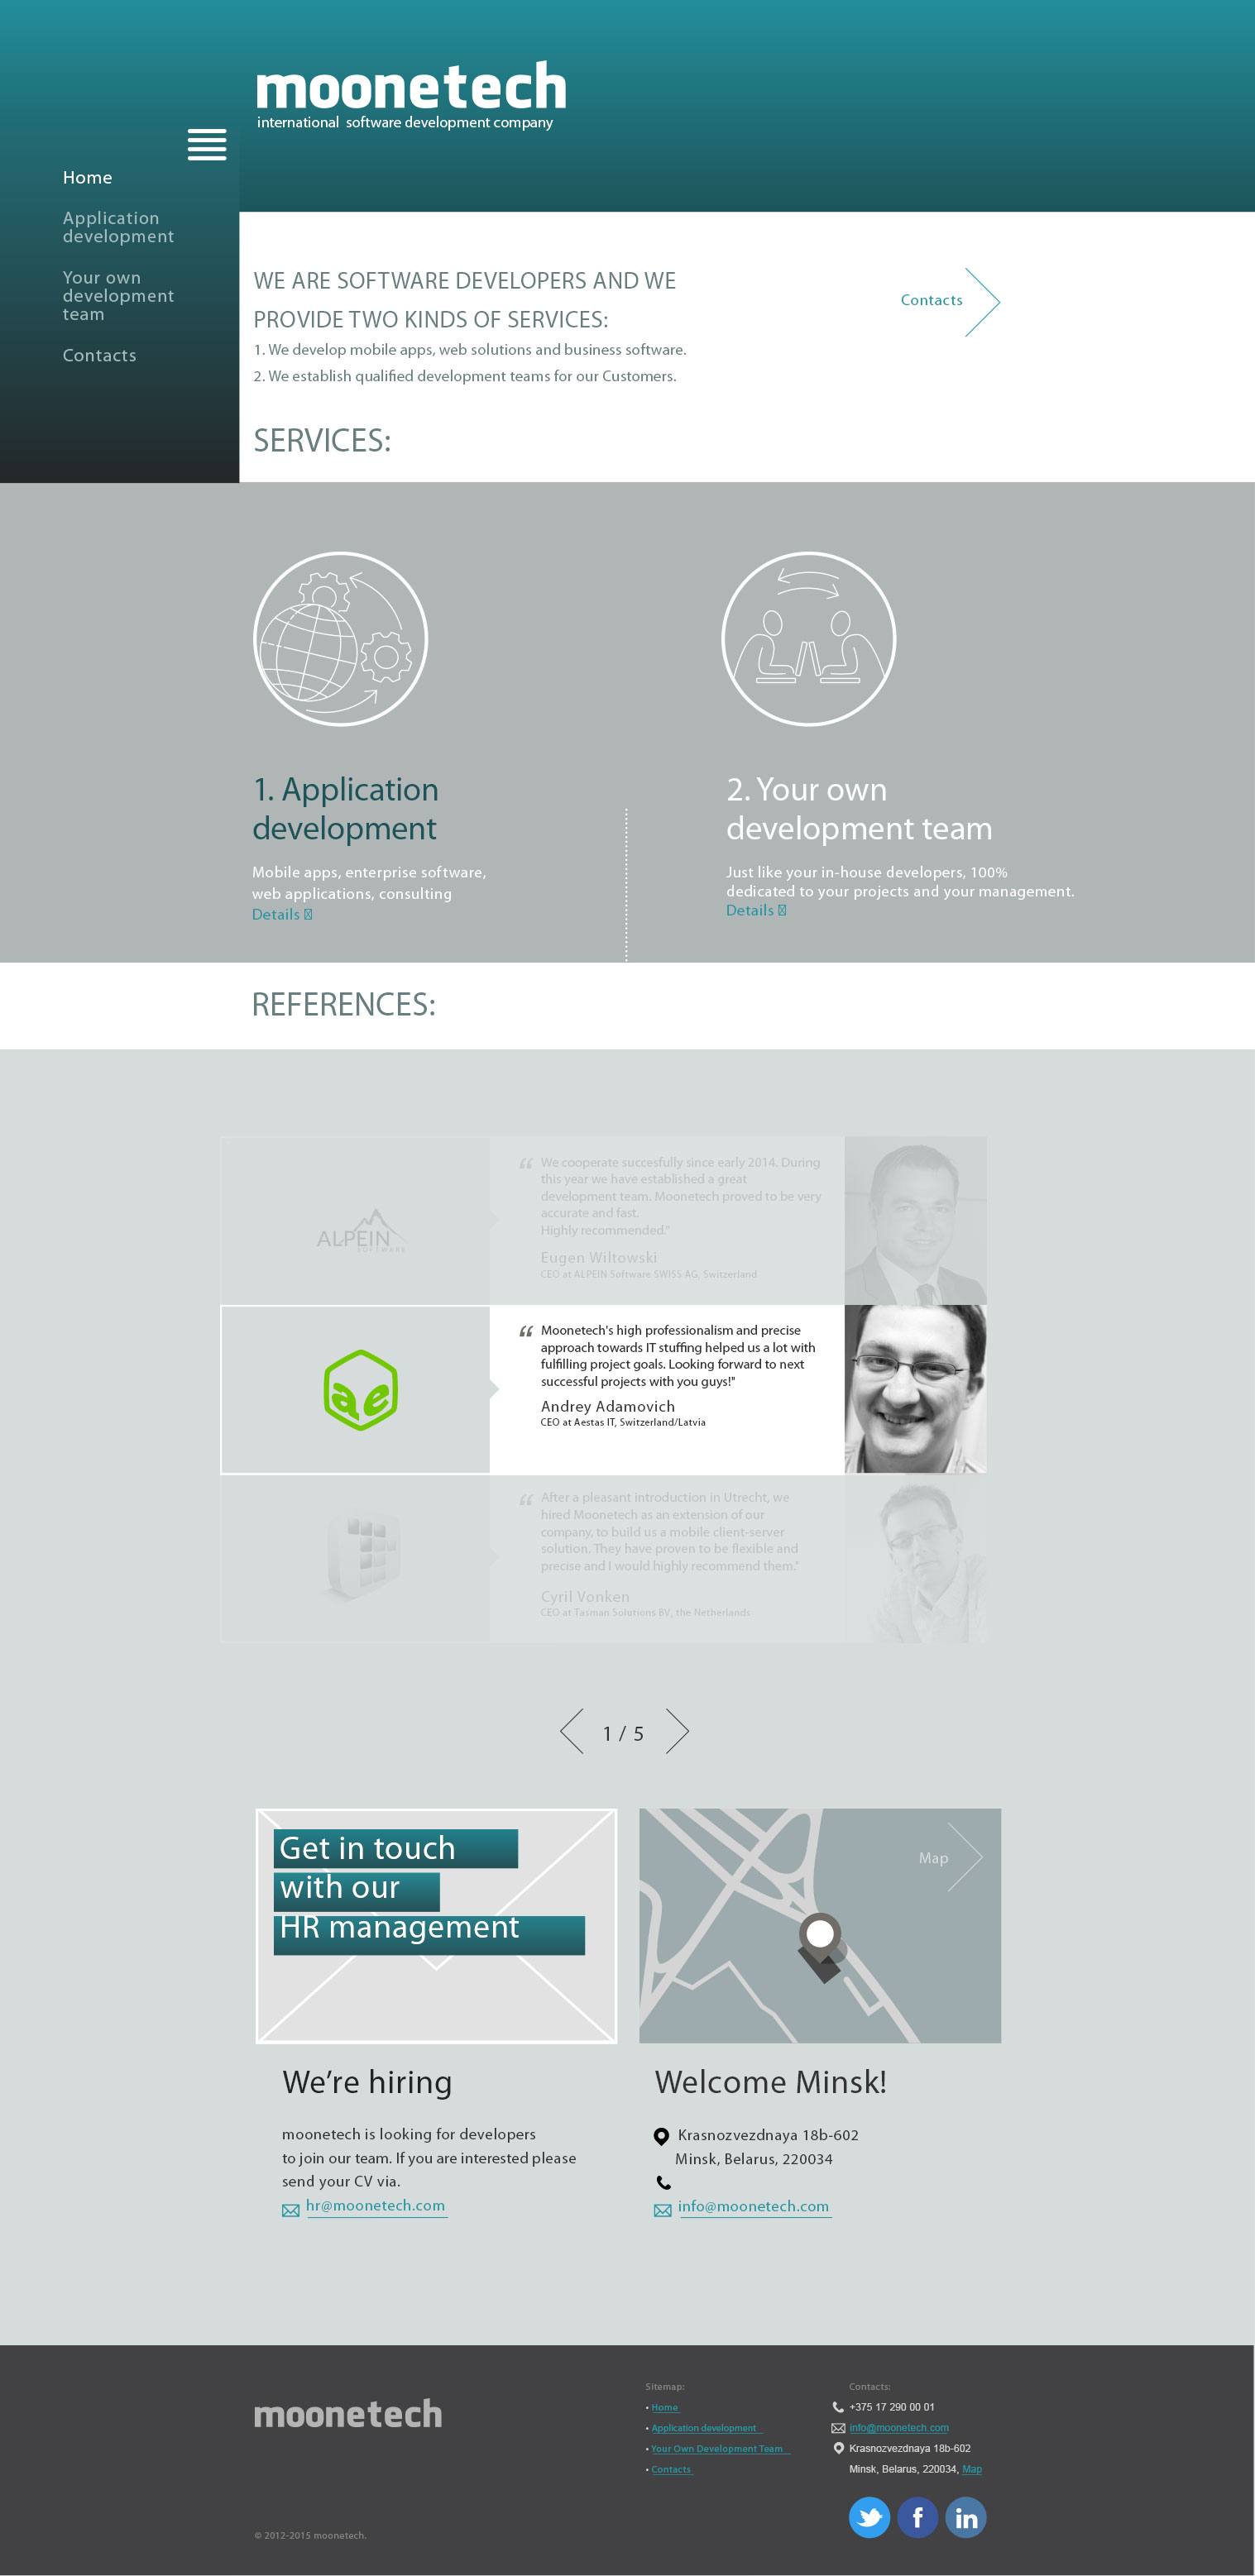 moonetech
international software development company
Home
Application
development
Your own
development
team
Contacts
WE ARE SOFTWARE DEVELOPERS AND WE
PROVIDE TWO KINDS OF SERVICES:
1. We develop mobile apps, web solutions and business software.
2. We establish qualified development teams for our Customers.
Contacts
SERVICES:
1. Application
development
Mobile apps, enterprise software,
web applications, consulting
Details
2. Your own
development team
Just like your in-house developers, 100%
dedicated to your projects and your management.
Details
REFERENCES:
ALPEIN
SOFTWARE
“ We cooperate succesfully since early 2014. During
this year we have established a great
development team. Moonetech proved to be very
accurate and fast.
Highly recommended."
Eugen Wiltowski
CEO at ALPEIN Software SWISS AG, Switzerland
ae
“ Moonetech's high professionalism and precise
approach towards IT stuffing helped us a lot with
fulfilling project goals. Looking forward to next
successful projects with you guys!"
Andrey Adamovich
CEO at Aestas IT, Switzerland/Latvia
“ After a pleasant introduction in Utrecht, we
hired Moonetech as an extension of our
company, to build us a mobile client-server
solution. They have proven to be flexible and
precise and I would highly recommend them."
Cyril Vonken
CEO at Tasman Solutions BV, the Netherlands
1 / 5
Get in touch
with our
HR management
Map
We’re hiring
moonetech is looking for developers
to join our team. If you are interested please
send your CV via.
hr@moonetech.com
Welcome Minsk!
Krasnozvezdnaya 18b-602
Minsk, Belarus, 220034
info@moonetech.com
moonetech
© 2012-2015 moonetech.
Sitemap:
• Home
• Application development
• Your Own Development Team
• Contacts
Contacts:
+375 17 290 00 01
info@moonetech.com
Krasnozvezdnaya 18b-602
Minsk, Belarus, 220034, Map
f
in